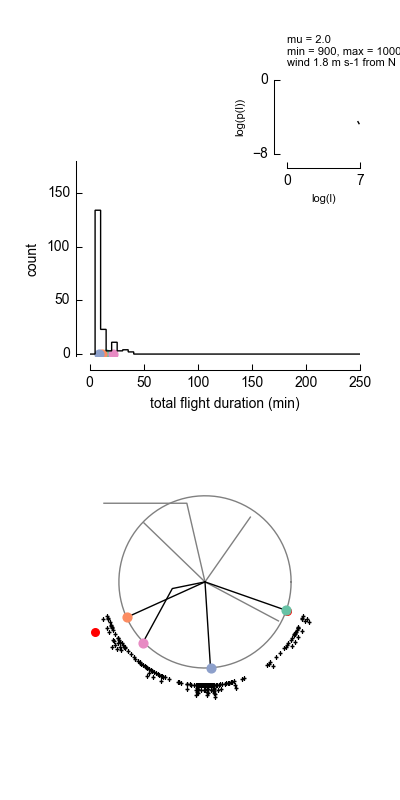 mu = 2.0
min = 900, max = 1000
wind 1.8 m s-1 from N
0
log(p(l))
−8
0 7
log(l)
150
count
100
50
0
0 50 100 150 200 250
total flight duration (min)